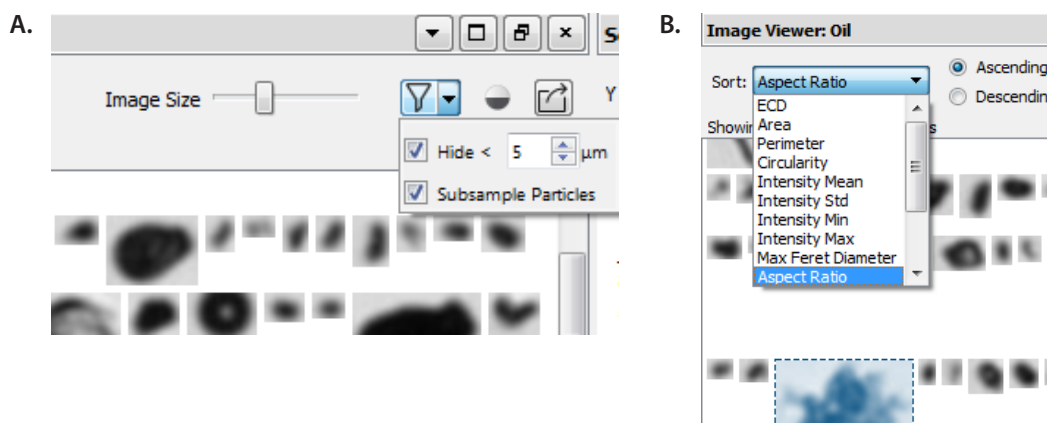 A.
Image Size
Hide < 5 µm
Subsample Particles
Y
B.
Image Viewer: Oil
Sort: Aspect Ratio
Ascending
Descendin
ECD
Area
Showin
s
Perimeter
Circularity
Intensity Mean
Intensity Std
Intensity Min
Intensity Max
Max Feret Diameter
Aspect Ratio